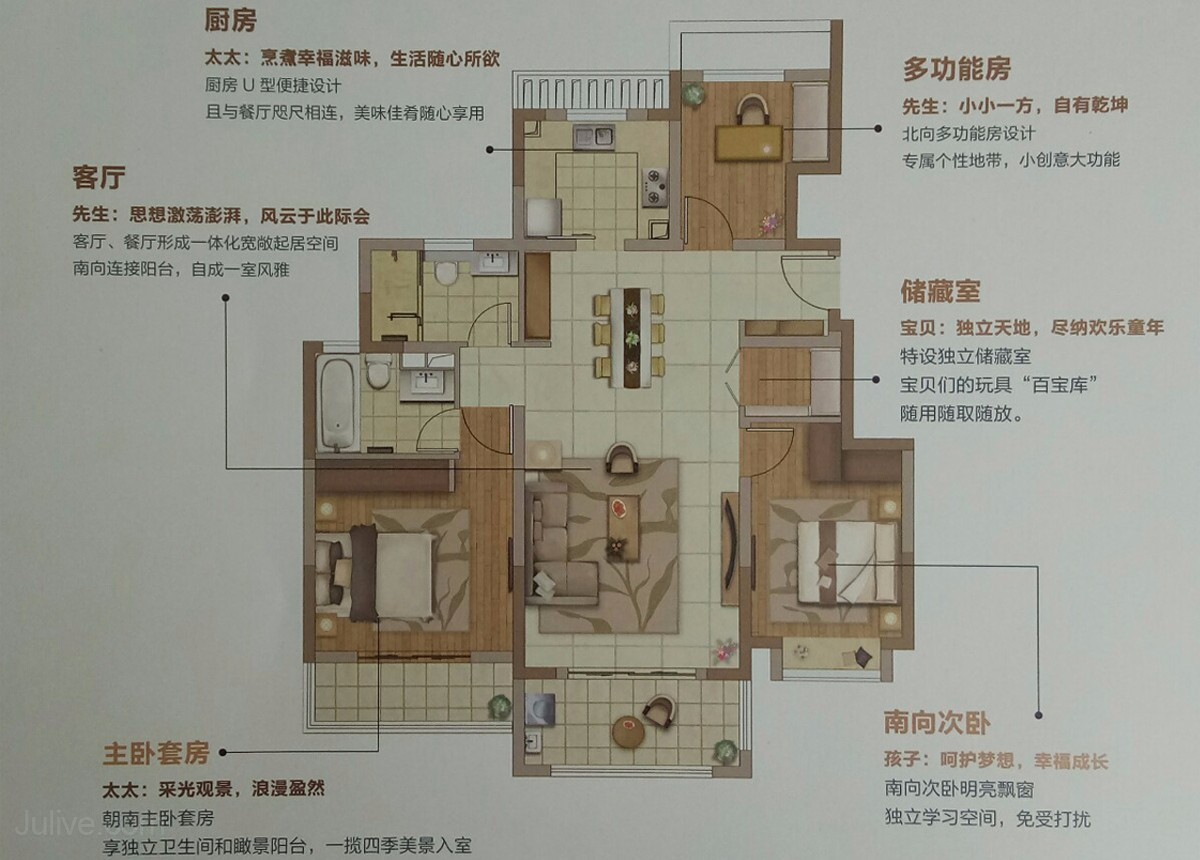 厨房
太太：烹煮幸福滋味，生活随心所欲
厨房 U 型便捷设计
且与餐厅咫尺相连，美味佳肴随心享用
多功能房
先生：小小一方，自有乾坤
北向多功能房设计
专属个性地带，小创意大功能
客厅
先生：思想激荡澎湃，风云于此际会
客厅、餐厅形成一体化宽敞起居空间
南向连接阳台，自成一室风雅
储藏室
宝贝：独立天地，尽纳欢乐童年
特设独立储藏室
宝贝们的玩具“百宝库”
随用随取随放。
南向次卧
孩子：呵护梦想，幸福成长
南向次卧明亮飘窗
独立学习空间，免受打扰
主卧套房
太太：采光观景，浪漫盈然
朝南主卧套房
享独立卫生间和瞰景阳台，一揽四季美景入室
Julive.com